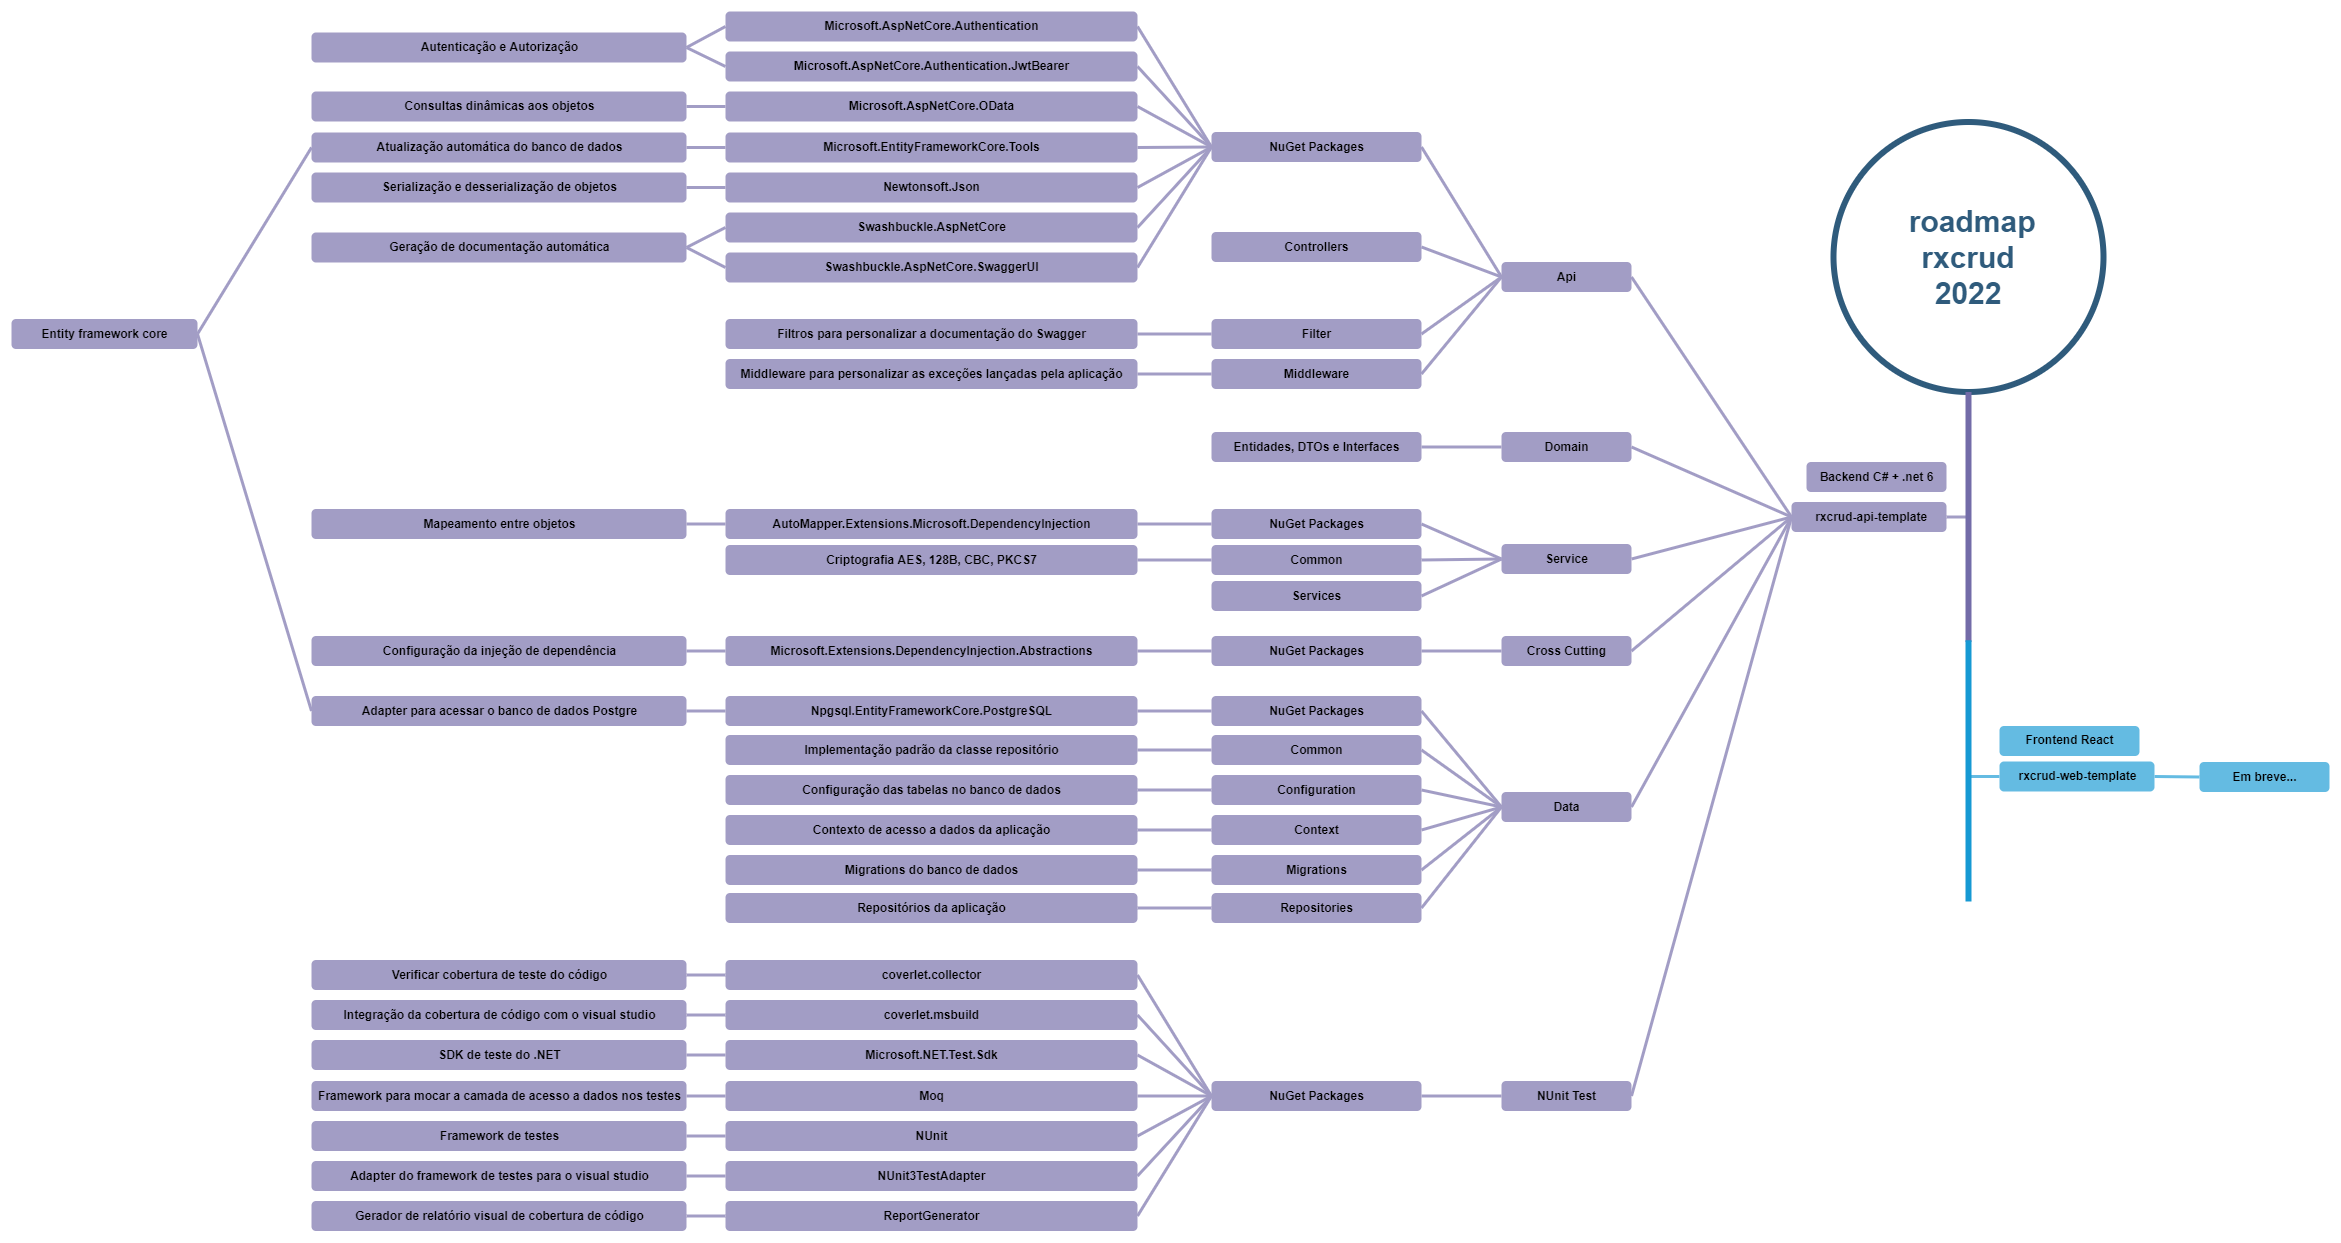 Microsoft.AspNetCore.Authentication
Autenticação e Autorização
Microsoft.AspNetCore.Authentication.JwtBearer
Consultas dinâmicas aos objetos
Microsoft.AspNetCore.OData
Atualização automática do banco de dados
Microsoft.EntityFrameworkCore.Tools
NuGet Packages
Serialização e desserialização de objetos
Newtonsoft.Json
Swashbuckle.AspNetCore
Geração de documentação automática
Swashbuckle.AspNetCore.SwaggerUI
Controllers
Api
roadmap
rxcrud
2022
Entity framework core
Filtros para personalizar a documentação do Swagger
Filter
Middleware para personalizar as exceções lançadas pela aplicação
Middleware
Entidades, DTOs e Interfaces
Domain
Backend C# + .net 6
rxcrud-api-template
Mapeamento entre objetos
AutoMapper.Extensions.Microsoft.DependencyInjection
NuGet Packages
Criptografia AES, 128B, CBC, PKCS7
Common
Service
Services
Configuração da injeção de dependência
Microsoft.Extensions.DependencyInjection.Abstractions
NuGet Packages
Cross Cutting
Adapter para acessar o banco de dados Postgre
Npgsql.EntityFrameworkCore.PostgreSQL
NuGet Packages
Implementação padrão da classe repositório
Common
Configuração das tabelas no banco de dados
Configuration
Data
Contexto de acesso a dados da aplicação
Context
Migrations do banco de dados
Migrations
Repositórios da aplicação
Repositories
Frontend React
rxcrud-web-template
Em breve...
Verificar cobertura de teste do código
coverlet.collector
Integração da cobertura de código com o visual studio
coverlet.msbuild
SDK de teste do .NET
Microsoft.NET.Test.Sdk
Framework para mocar a camada de acesso a dados nos testes
Moq
NuGet Packages
NUnit Test
Framework de testes
NUnit
Adapter do framework de testes para o visual studio
NUnit3TestAdapter
Gerador de relatório visual de cobertura de código
ReportGenerator